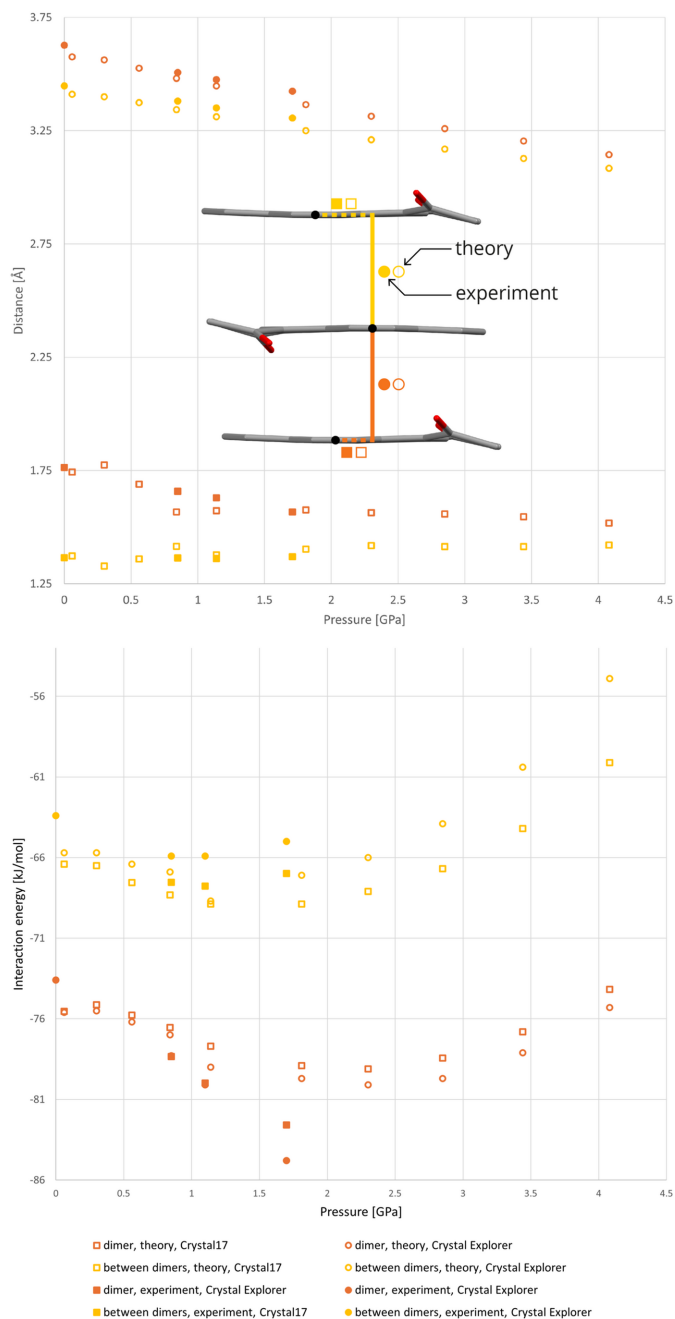 3.75
3.25
2.75
2.25
1.75
1.25
Distance [Å]
theory
experiment
0 0.5 1 1.5 2 2.5 3 3.5 4 4.5
Pressure [GPa]
-56
-61
-66
-71
-76
-81
-86
Interaction energy [kJ/mol]
0 0.5 1 1.5 2 2.5 3 3.5 4 4.5
Pressure [GPa]
dimer, theory, Crystal17 dimer, theory, Crystal Explorer
between dimers, theory, Crystal17 between dimers, theory, Crystal Explorer
dimer, experiment, Crystal Explorer dimer, experiment, Crystal Explorer
between dimers, experiment, Crystal17 between dimers, experiment, Crystal Explorer